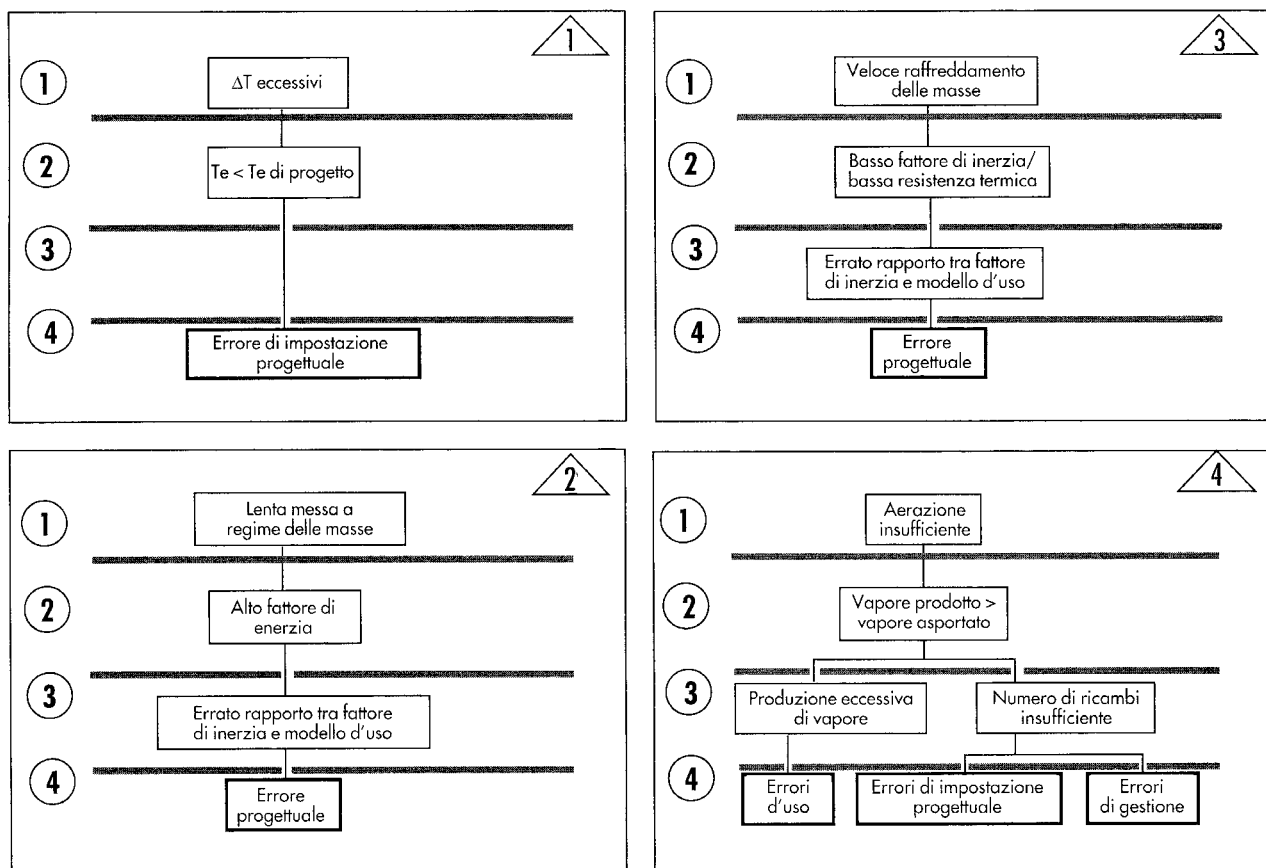 1
1
ΔT eccessivi
2
Te < Te di progetto
3
4
Errore di impostazione
progettuale
3
1
Veloce raffreddamento
delle masse
2
Basso fattore di inerzia/
bassa resistenza termica
3
Errato rapporto tra fattore
di inerzia e modello d'uso
4
Errore
progettuale
2
1
Lenta messa a
regime delle masse
2
Alto fattore di
enerzia
3
Errato rapporto tra fattore
di inerzia e modello d'uso
4
Errore
progettuale
4
1
Aerazione
insufficiente
2
Vapore prodotto >
vapore asportato
3
Produzione eccessiva
di vapore
Numero di ricambi
insufficiente
4
Errori
d'uso
Errori di impostazione
progettuale
Errori
di gestione